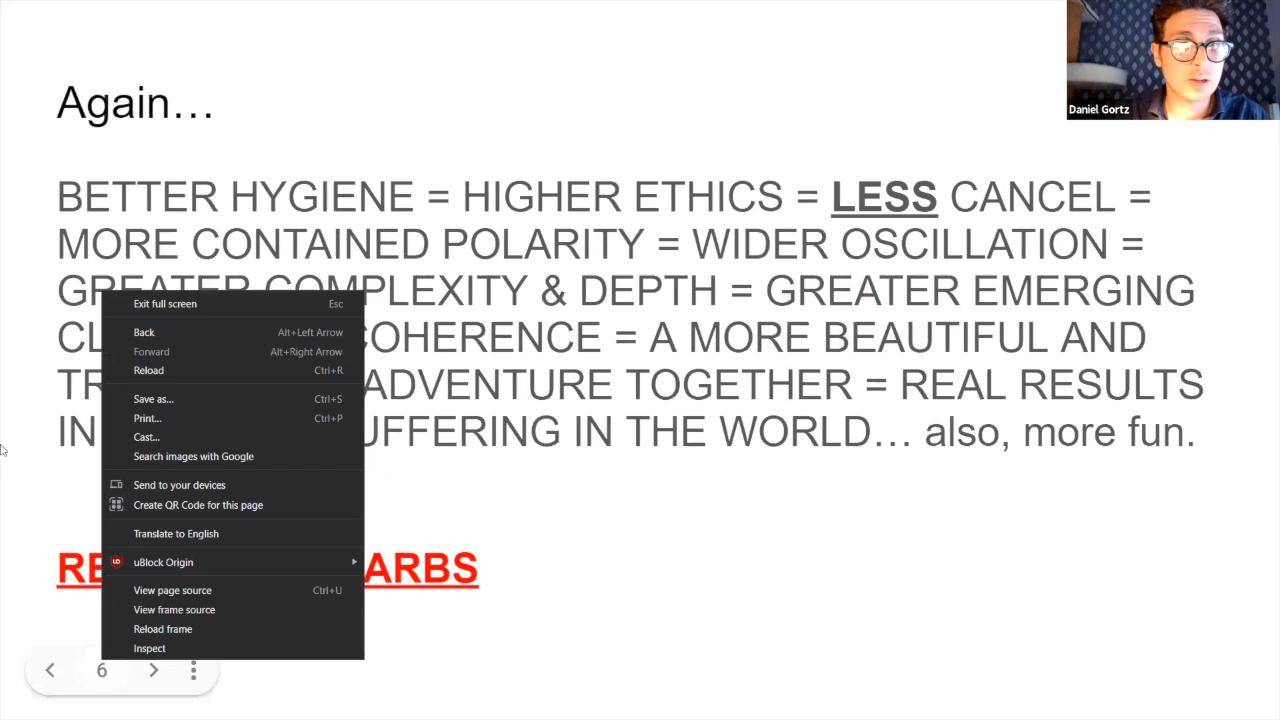 Daniel Gortz
Again…
BETTER HYGIENE = HIGHER ETHICS = LESS CANCEL =
MORE CONTAINED POLARITY = WIDER OSCILLATION =
GREATER COMPLEXITY & DEPTH = GREATER EMERGING
COHERENCE = A MORE BEAUTIFUL AND
ADVENTURE TOGETHER = REAL RESULTS
IN SUFFERING IN THE WORLD… also, more fun.
Exit full screen Esc
Back Alt+Left Arrow
Forward Alt+Right Arrow
Reload Ctrl+R
Save as... Ctrl+S
Print... Ctrl+P
Cast...
Search images with Google
Send to your devices
Create QR Code for this page
Translate to English
uBlock Origin
View page source Ctrl+U
View frame source
Reload frame
Inspect
6